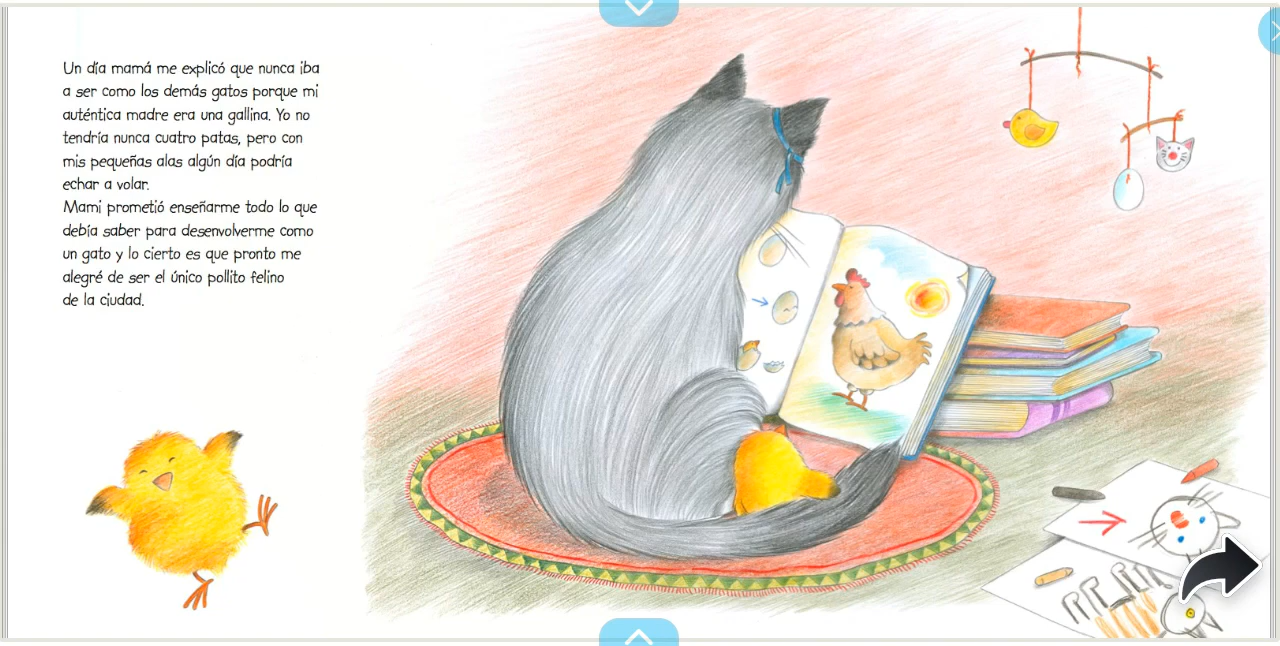 Un día mamá me explicó que nunca iba
a ser como los demás gatos porque mi
auténtica madre era una gallina. Yo no
tendría nunca cuatro patas, pero con
mis pequeñas alas algún día podría
echar a volar.
Mami prometió enseñarme todo lo que
debía saber para desenvolverme como
un gato y lo cierto es que pronto me
alegré de ser el único pollito felino
de la ciudad.